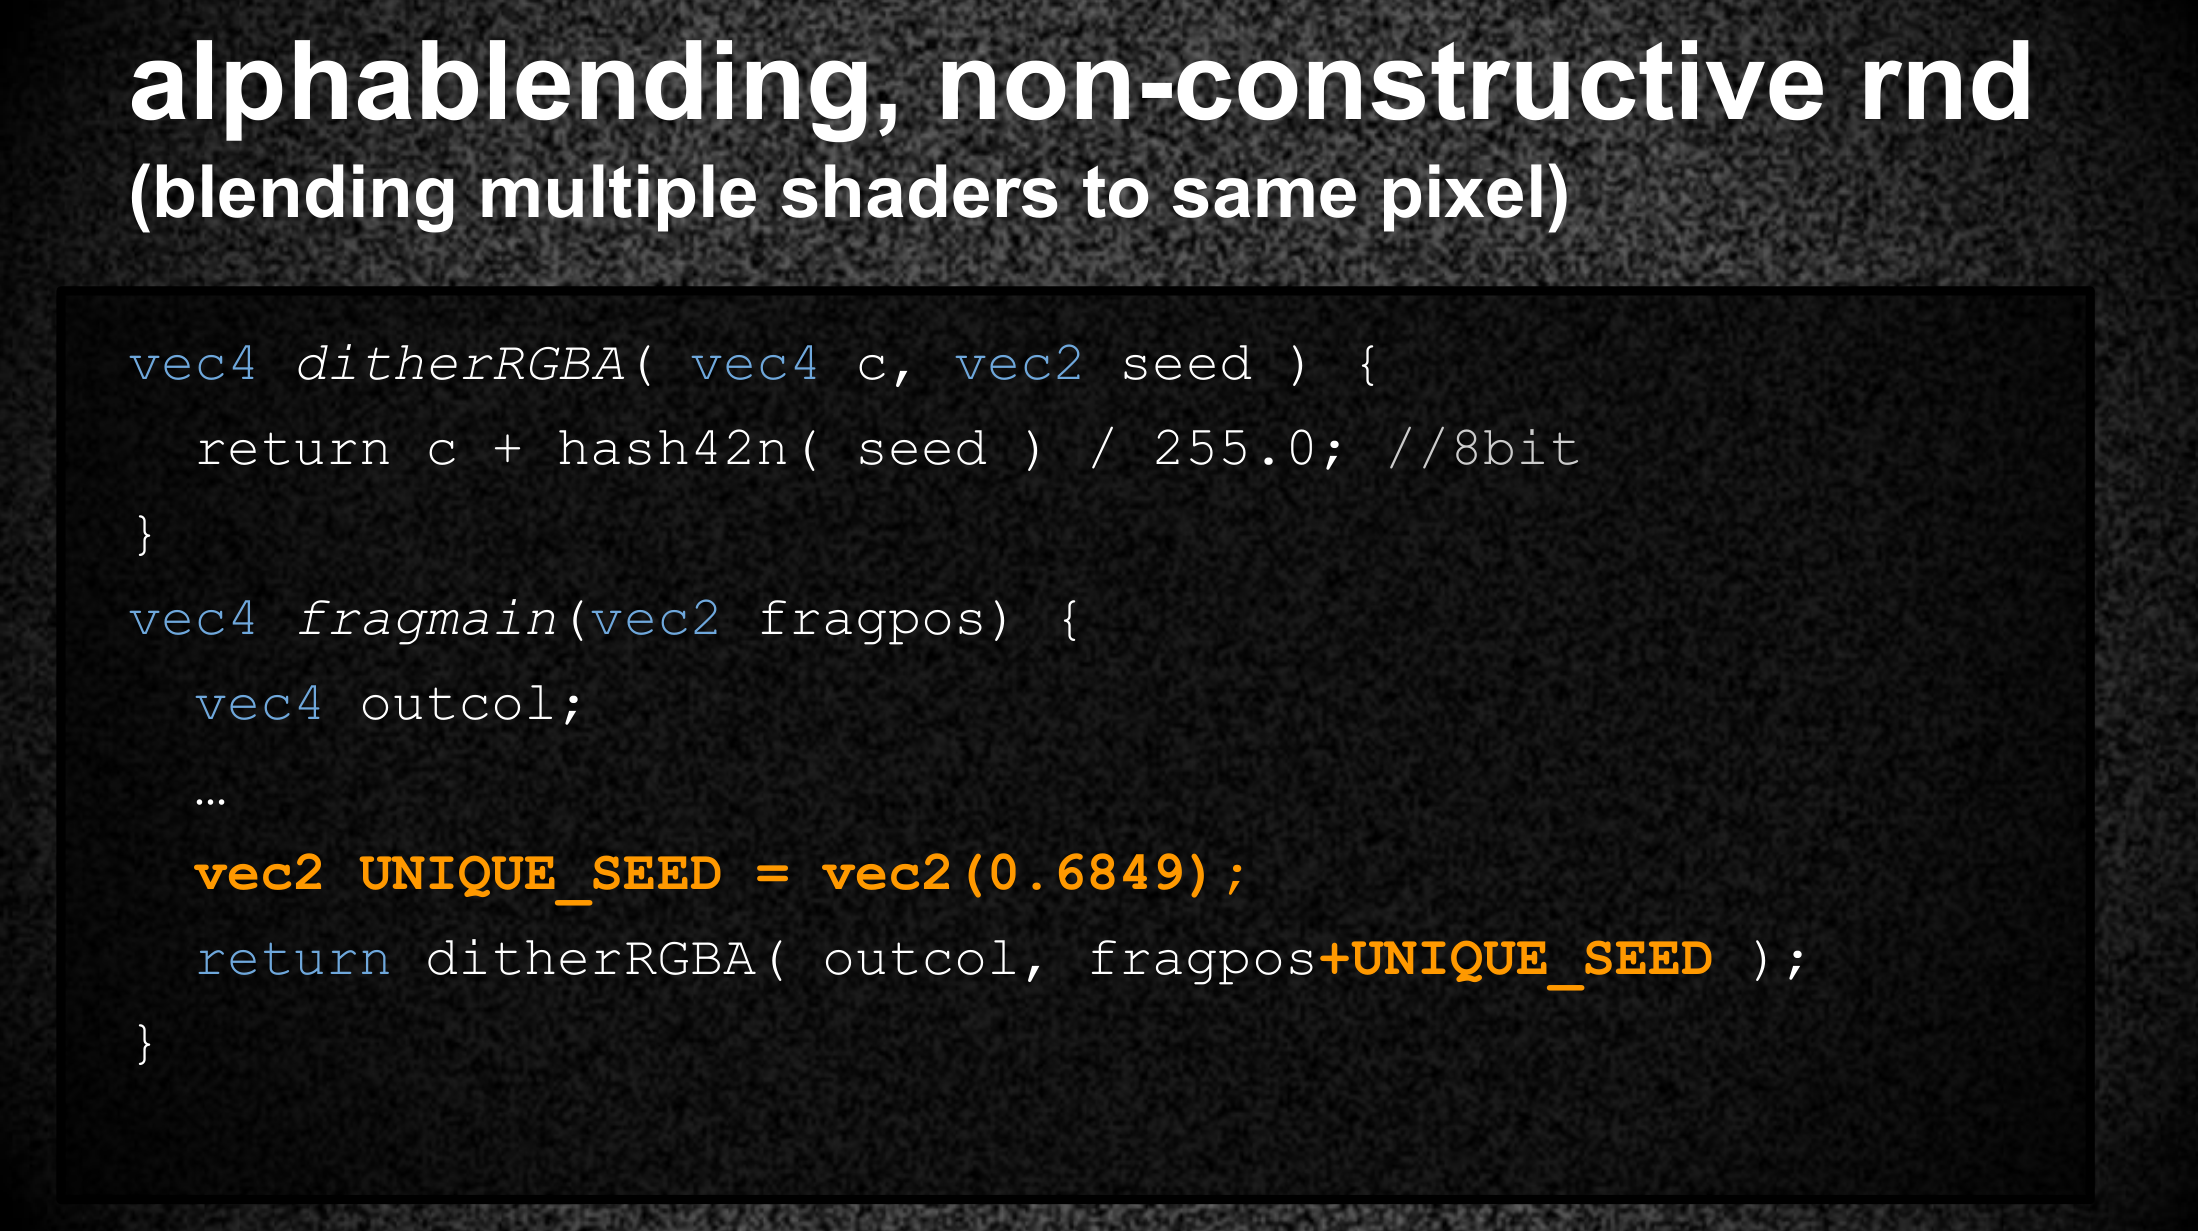 alphablending, non-constructive rnd
(blending multiple shaders to same pixel)
vec4 ditherRGBA( vec4 c, vec2 seed ) {
return c + hash42n( seed ) / 255.0; //8bit
}
vec4 fragmain(vec2 fragpos) {
vec4 outcol;
…
vec2 UNIQUE_SEED = vec2(0.6849);
return ditherRGBA( outcol, fragpos+UNIQUE_SEED );
}